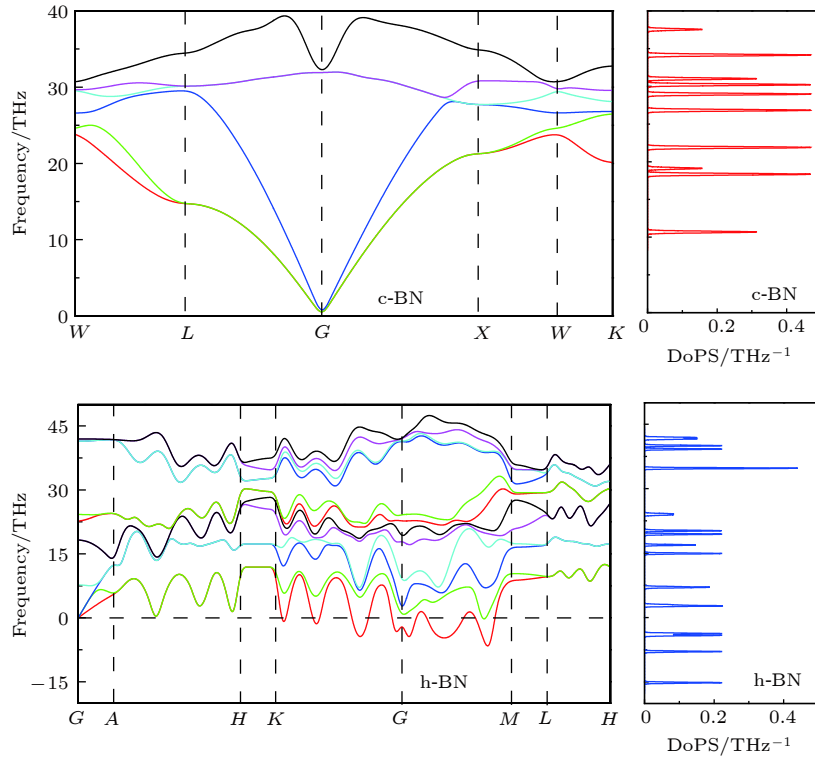 40
30
20
10
0
Frequency/THz
c-BN
W L G X W K
c-BN
0 0.2 0.4
DoPS/THz⁻¹
45
30
15
0
−15
Frequency/THz
h-BN
G A H K G M L H
h-BN
0 0.2 0.4
DoPS/THz⁻¹